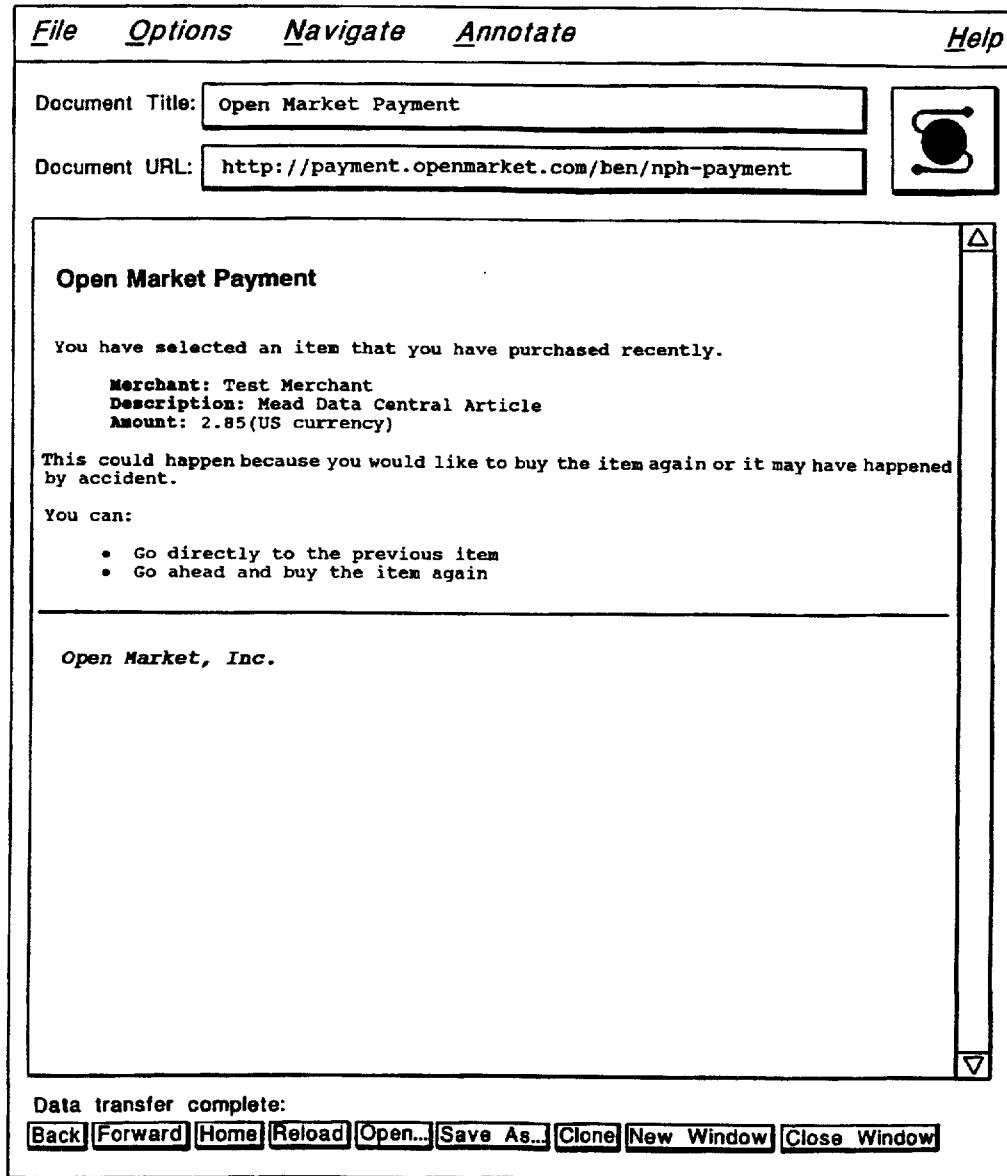 File Options Navigate Annotate Help
Document Title: Open Market Payment
Document URL: http://payment.openmarket.com/ben/nph-payment
Open Market Payment
You have selected an item that you have purchased recently.
Merchant: Test Merchant
Description: Mead Data Central Article
Amount: 2.85(US currency)
This could happen because you would like to buy the item again or it may have happened
by accident.
You can:
• Go directly to the previous item
• Go ahead and buy the item again
Open Market, Inc.
Data transfer complete:
Back Forward Home Reload Open... Save As... Clone New Window Close Window